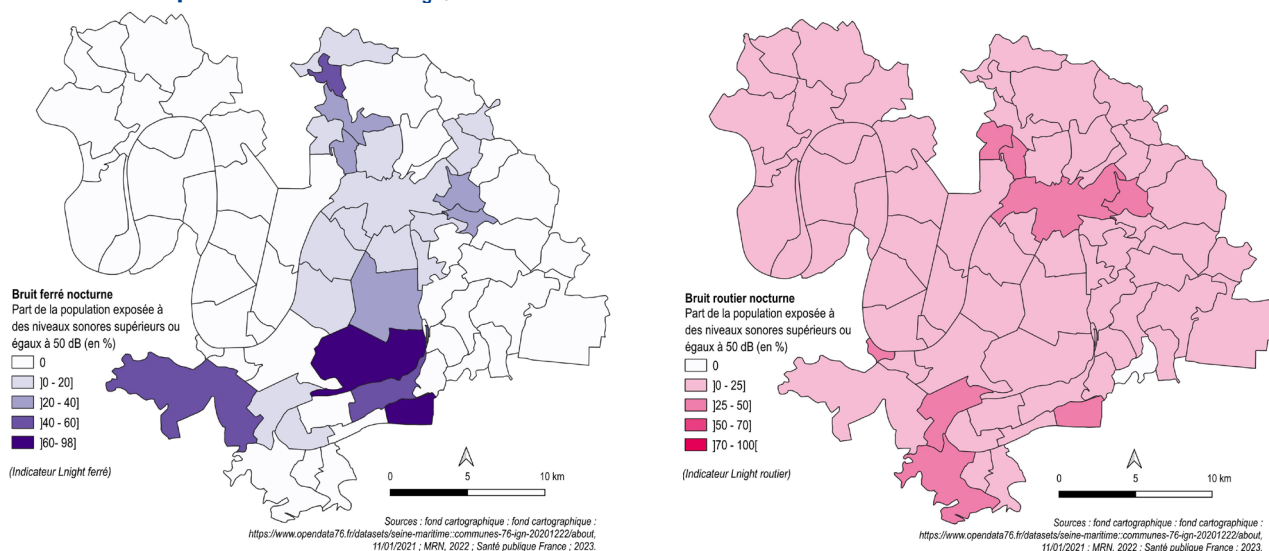 Bruit ferré nocturne
Part de la population exposée à
des niveaux sonores supérieurs ou
égaux à 50 dB (en %)
0
]0 - 20]
]20 - 40]
]40 - 60]
]60- 98]
(Indicateur Lnight ferré)
0 5 10 km
Sources : fond cartographique : fond cartographique :
https://www.opendata76.fr/datasets/seine-maritime::communes-76-ign-20201222/about,
11/01/2021 ; MRN, 2022 ; Santé publique France ; 2023.
Bruit routier nocturne
Part de la population exposée à
des niveaux sonores supérieurs ou
égaux à 50 dB (en %)
0
]0 - 25]
]25 - 50]
]50 - 70]
]70 - 100[
(Indicateur Lnight routier)
0 5 10 km
Sources : fond cartographique : fond cartographique :
https://www.opendata76.fr/datasets/seine-maritime::communes-76-ign-20201222/about,
11/01/2021 ; MRN, 2022 ; Santé publique France ; 2023.